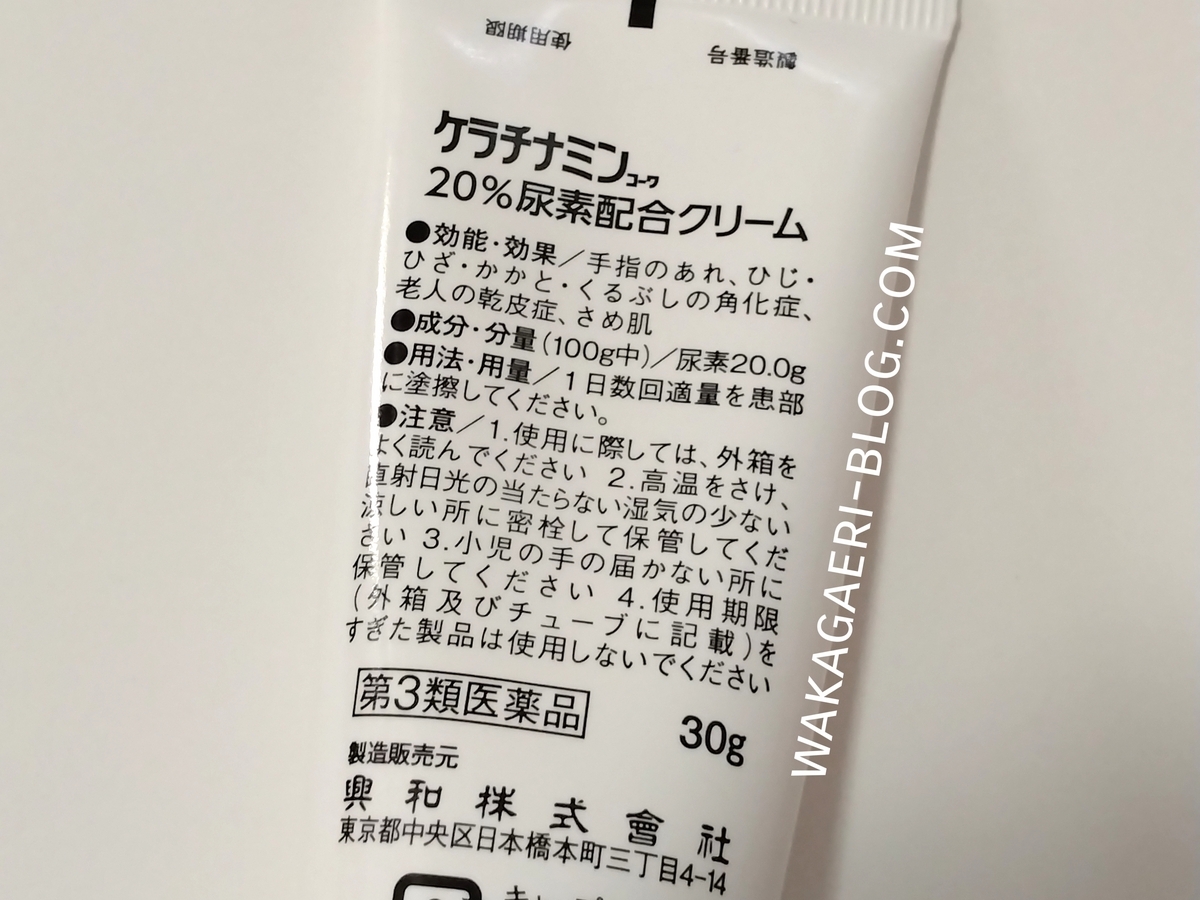 使用期限
製造番号
ケラチナミンコーワ
20%尿素配合クリーム
●効能・効果／手指のあれ、ひじ・
ひざ・かかと・くるぶしの角化症、
老人の乾皮症、さめ肌
●成分・分量(100g中)／尿素20.0g
●用法・用量／1日数回適量を患部
に塗擦してください。
●注意／1.使用に際しては、外箱を
よく読んでください 2.高温をさけ、
直射日光の当たらない湿気の少ない
涼しい所に密栓して保管してくだ
さい 3.小児の手の届かない所に
保管してください 4.使用期限
(外箱及びチューブに記載)を
すぎた製品は使用しないでください
第3類医薬品
30g
製造販売元
興和株式會社
東京都中央区日本橋本町三丁目4-14
WAKAGAERI-BLOG.COM